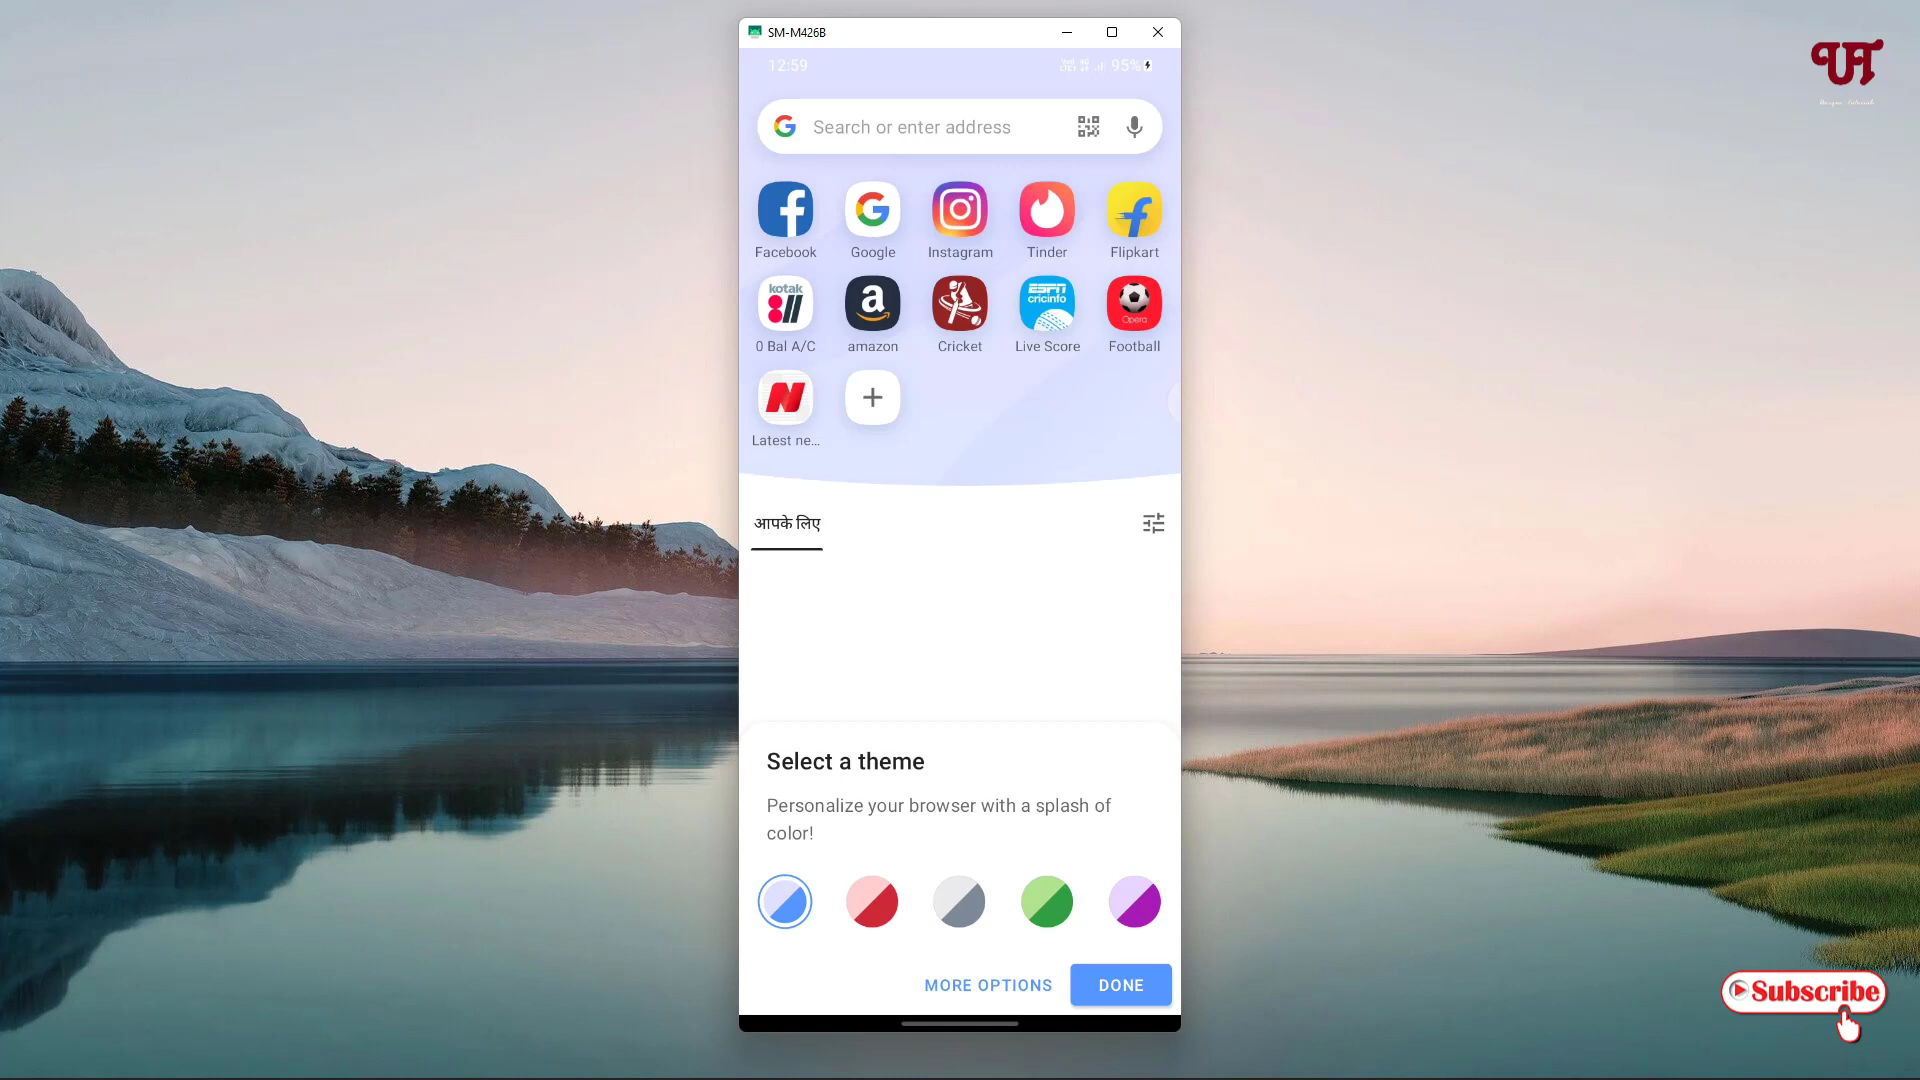 SM-M426B
12:59
95%
Search or enter address
Facebook
Google
Instagram
Tinder
Flipkart
kotak
811
ESPN
cricinfo
Opera
0 Bal A/C
amazon
Cricket
Live Score
Football
Latest ne...
आपके लिए
Select a theme
Personalize your browser with a splash of
color!
MORE OPTIONS
DONE
Subscribe